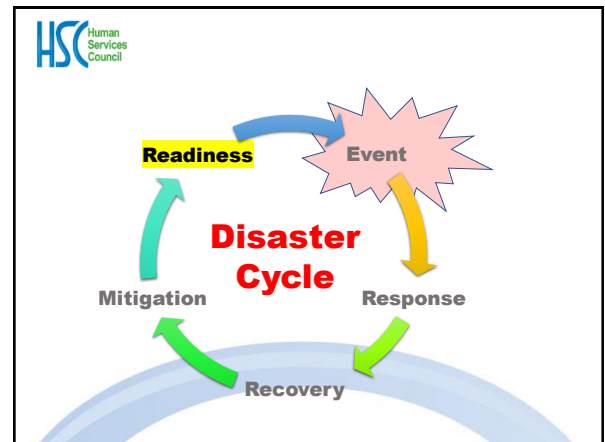 HSC Human
Services
Council
Readiness
Event
Disaster
Cycle
Mitigation
Response
Recovery